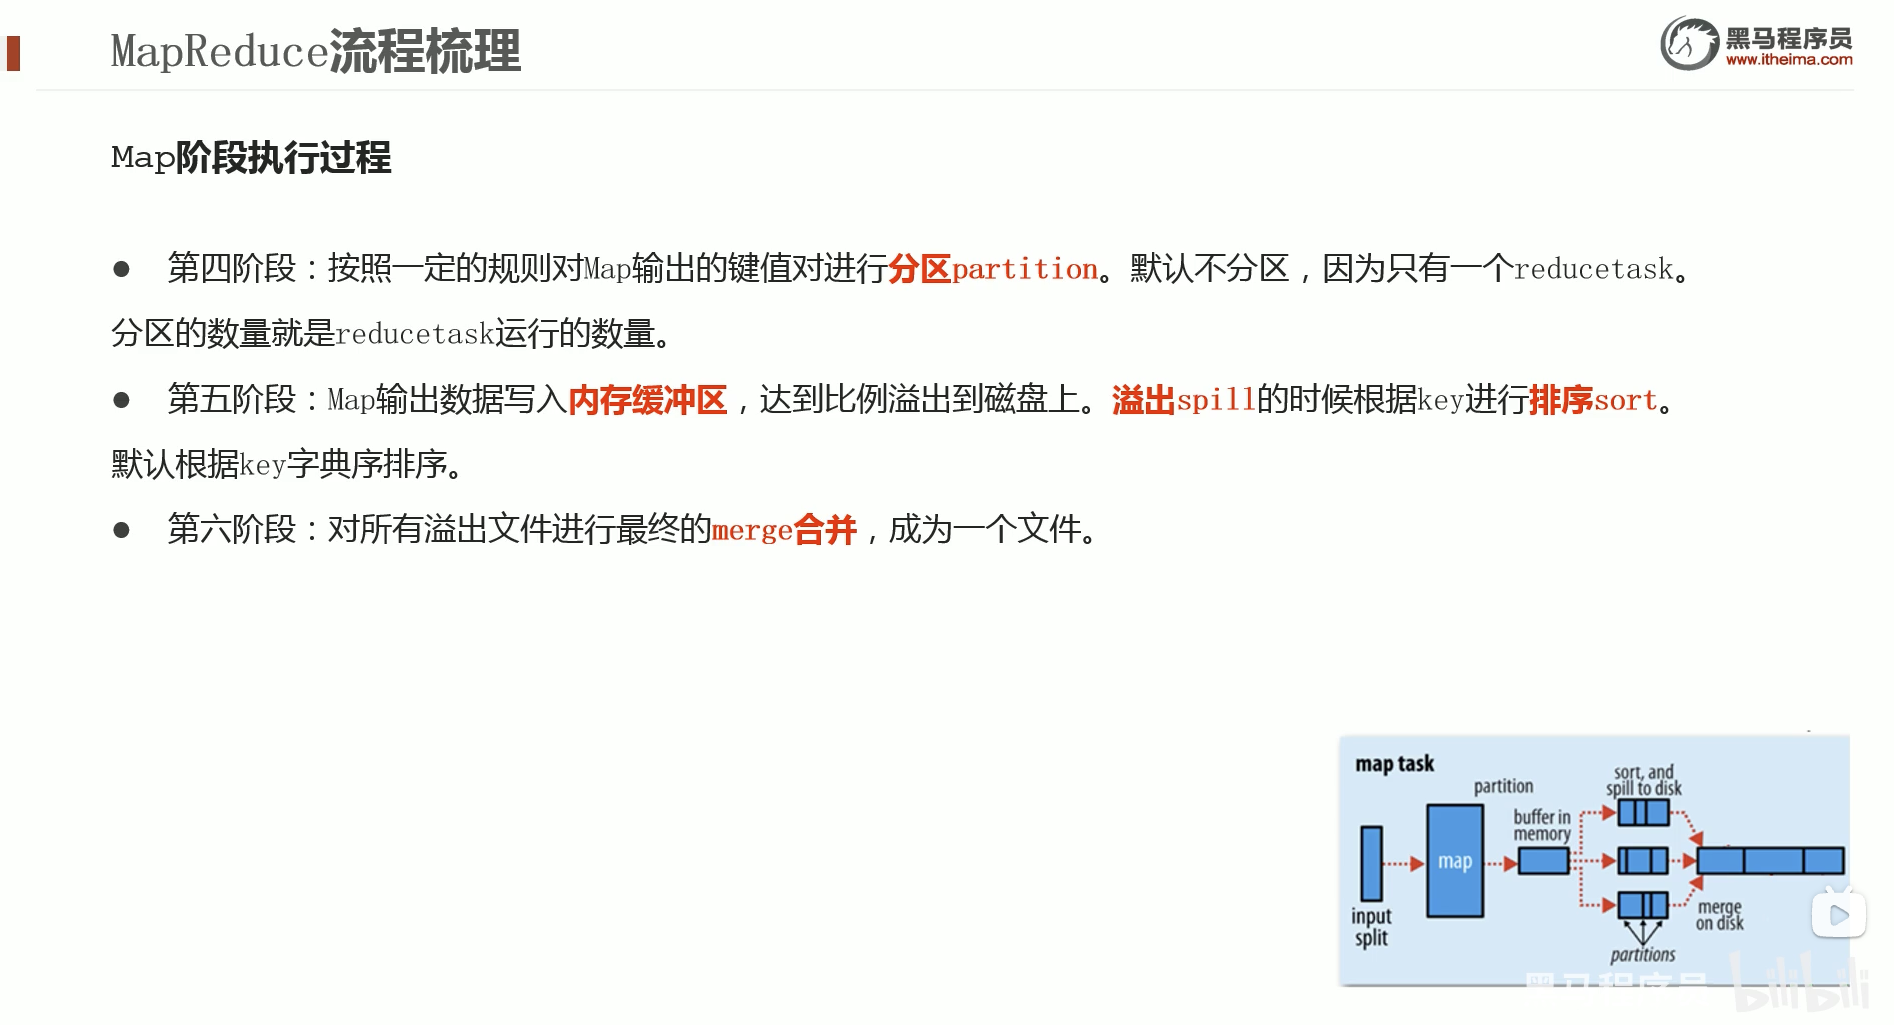 MapReduce流程梳理
黑马程序员
www.itheima.com
Map阶段执行过程
● 第四阶段：按照一定的规则对Map输出的键值对进行分区partition。默认不分区，因为只有一个reducetask。
分区的数量就是reducetask运行的数量。
● 第五阶段：Map输出数据写入内存缓冲区，达到比例溢出到磁盘上。溢出spill的时候根据key进行排序sort。
默认根据key字典序排序。
● 第六阶段：对所有溢出文件进行最终的merge合并，成为一个文件。
map task
partition
sort, and
spill to disk
buffer in
memory
map
input
split
merge
on disk
partitions
黑马程序员
bilibili